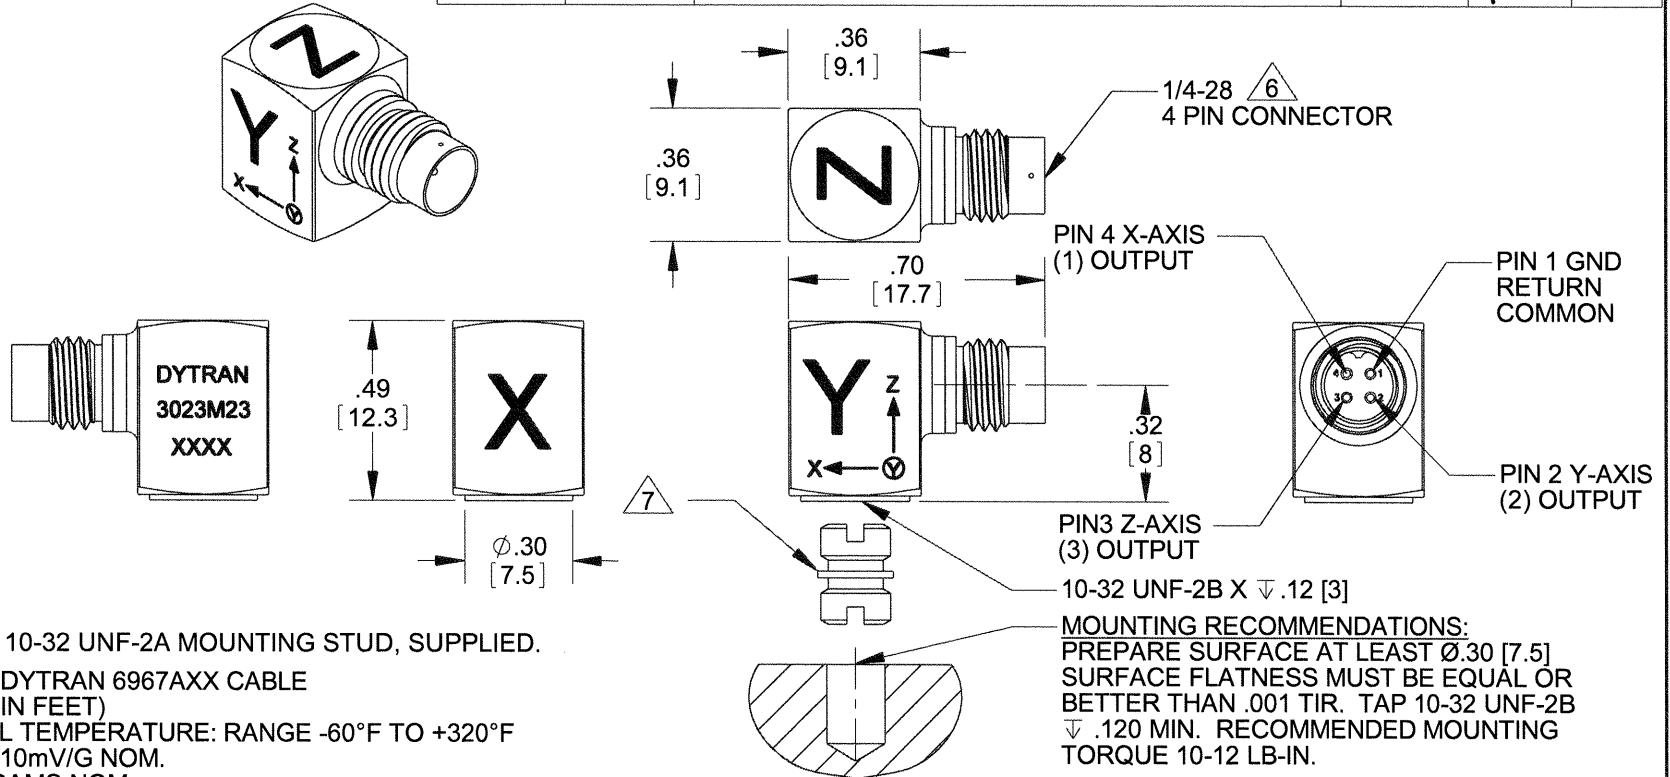 Z
Y
Z
X
Y
.36
[9.1]
.36
[9.1]
Z
1/4-28 6
4 PIN CONNECTOR
.70
[17.7]
PIN 4 X-AXIS
(1) OUTPUT
PIN 1 GND
RETURN
COMMON
DYTRAN
3023M23
XXXX
.49
[12.3]
X
Y
Z
X
Y
.32
[8]
4 1
3 2
PIN 2 Y-AXIS
(2) OUTPUT
PIN3 Z-AXIS
(3) OUTPUT
7
Ø.30
[7.5]
10-32 UNF-2B X ↧ .12 [3]
MOUNTING RECOMMENDATIONS:
PREPARE SURFACE AT LEAST Ø.30 [7.5]
SURFACE FLATNESS MUST BE EQUAL OR
BETTER THAN .001 TIR. TAP 10-32 UNF-2B
↧ .120 MIN. RECOMMENDED MOUNTING
TORQUE 10-12 LB-IN.
10-32 UNF-2A MOUNTING STUD, SUPPLIED.
DYTRAN 6967AXX CABLE
IN FEET)
L TEMPERATURE: RANGE -60°F TO +320°F
10mV/G NOM.